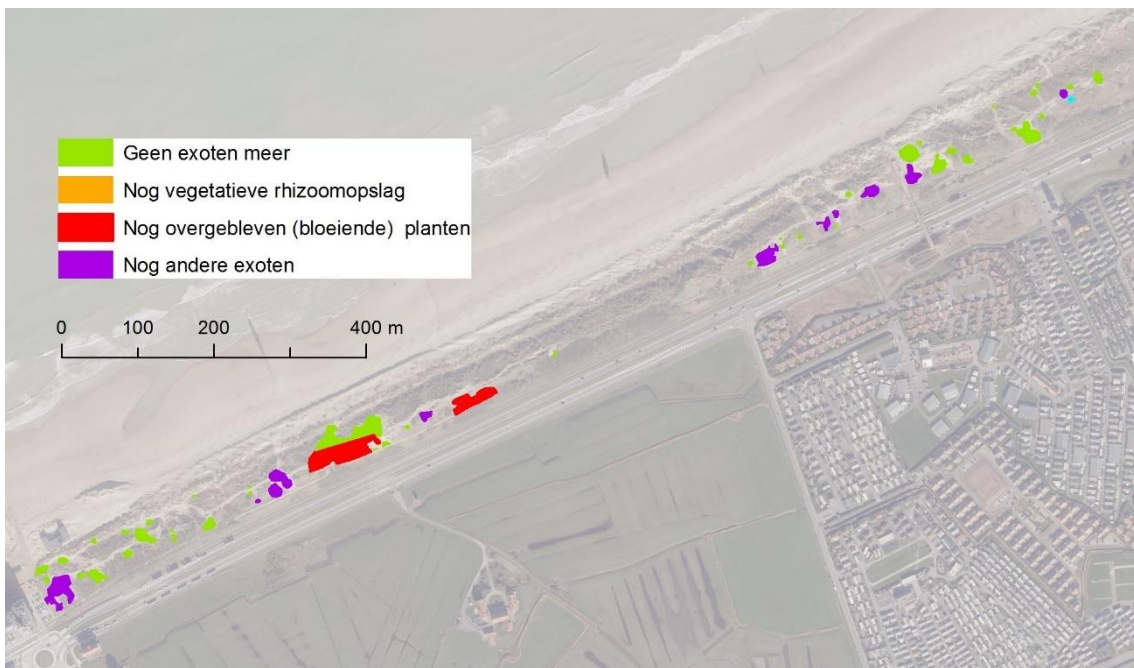 Geen exoten meer
Nog vegetatieve rhizoomopslag
Nog overgebleven (bloeiende) planten
Nog andere exoten
0 100 200 400 m